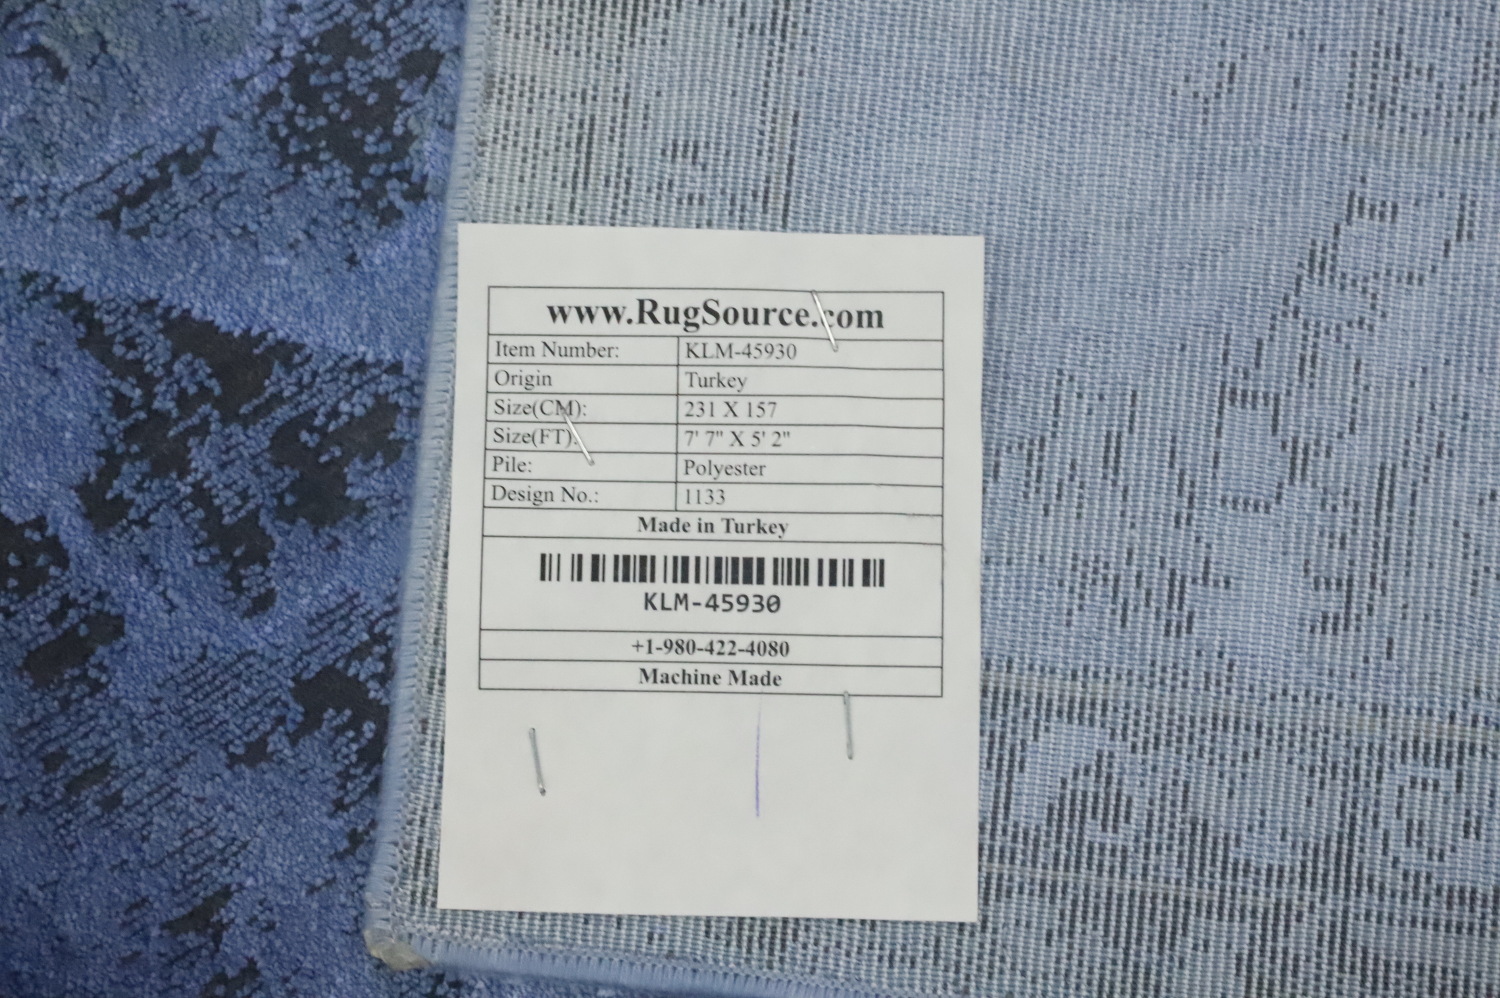 www.RugSource.com
Item Number: KLM-45930
Origin Turkey
Size(CM): 231 X 157
Size(FT): 7' 7" X 5' 2"
Pile: Polyester
Design No.: 1133
Made in Turkey
KLM-45930
+1-980-422-4080
Machine Made